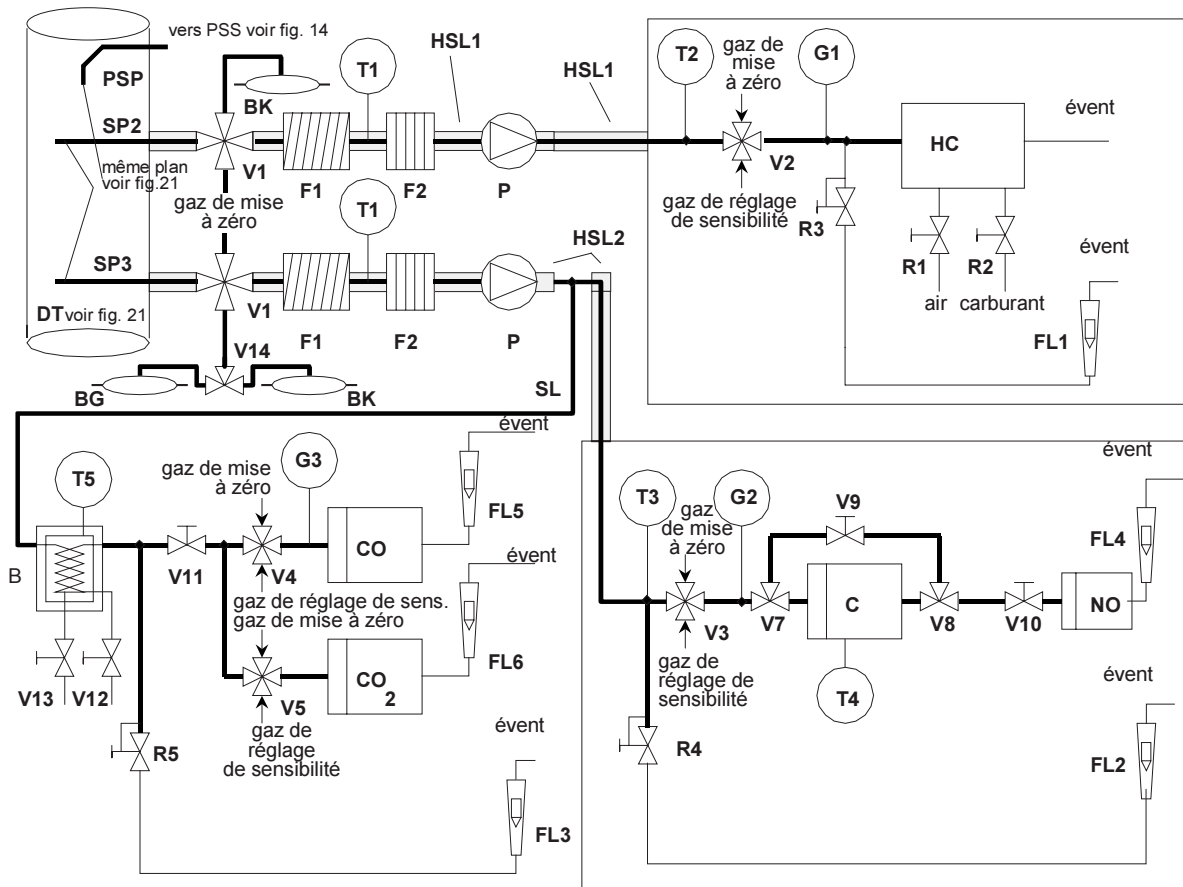 vers PSS voir fig. 14
PSP
BK
T1
HSL1
HSL1
SP2
V1
F1
F2
P
même plan
voir fig.21
gaz de mise
à zéro
T1
SP3
V1
F1
F2
P
HSL2
DT voir fig. 21
V14
BG
BK
SL
T2
gaz de
mise
à zéro
G1
V2
gaz de réglage
de sensibilité
HC
évent
R3
R1
R2
air
carburant
évent
FL1
T5
B
V13
V12
gaz de mise
à zéro
G3
V11
V4
CO
évent
FL5
gaz de réglage de sens.
gaz de mise à zéro
évent
V5
CO2
FL6
gaz de
réglage
de sensibilité
R5
évent
FL3
T3
gaz
de mise
à zéro
G2
V9
évent
FL4
V3
V7
C
V8
V10
NO
gaz de
réglage de
sensibilité
T4
R4
évent
FL2